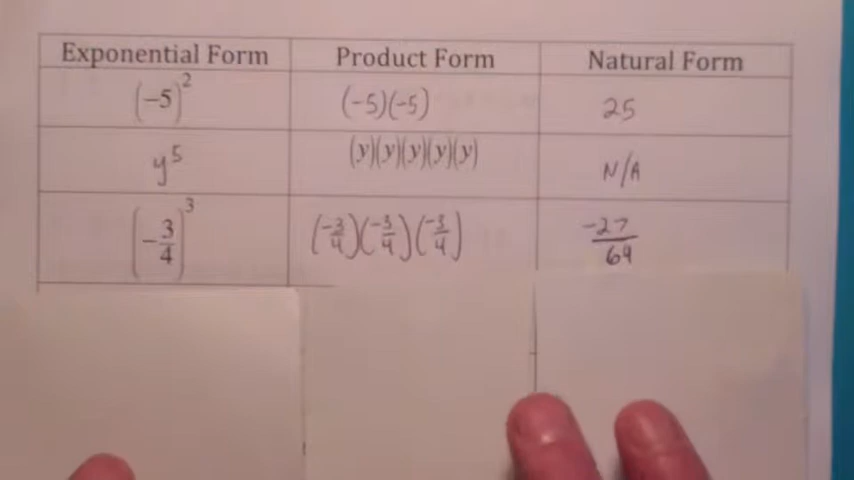 Exponential Form Product Form Natural Form
(-5)² (-5)(-5) 25
y⁵ (y)(y)(y)(y)(y) N/A
(-3/4)³ (-3/4)(-3/4)(-3/4) -27/64